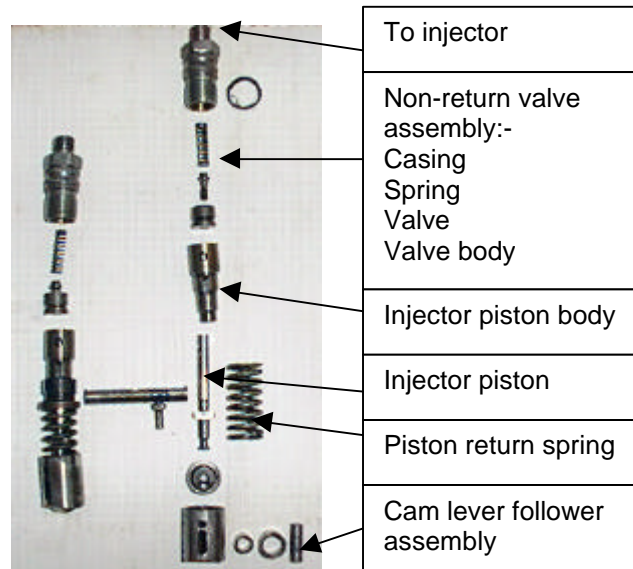 To injector
Non-return valve
assembly:-
Casing
Spring
Valve
Valve body
Injector piston body
Injector piston
Piston return spring
Cam lever follower
assembly